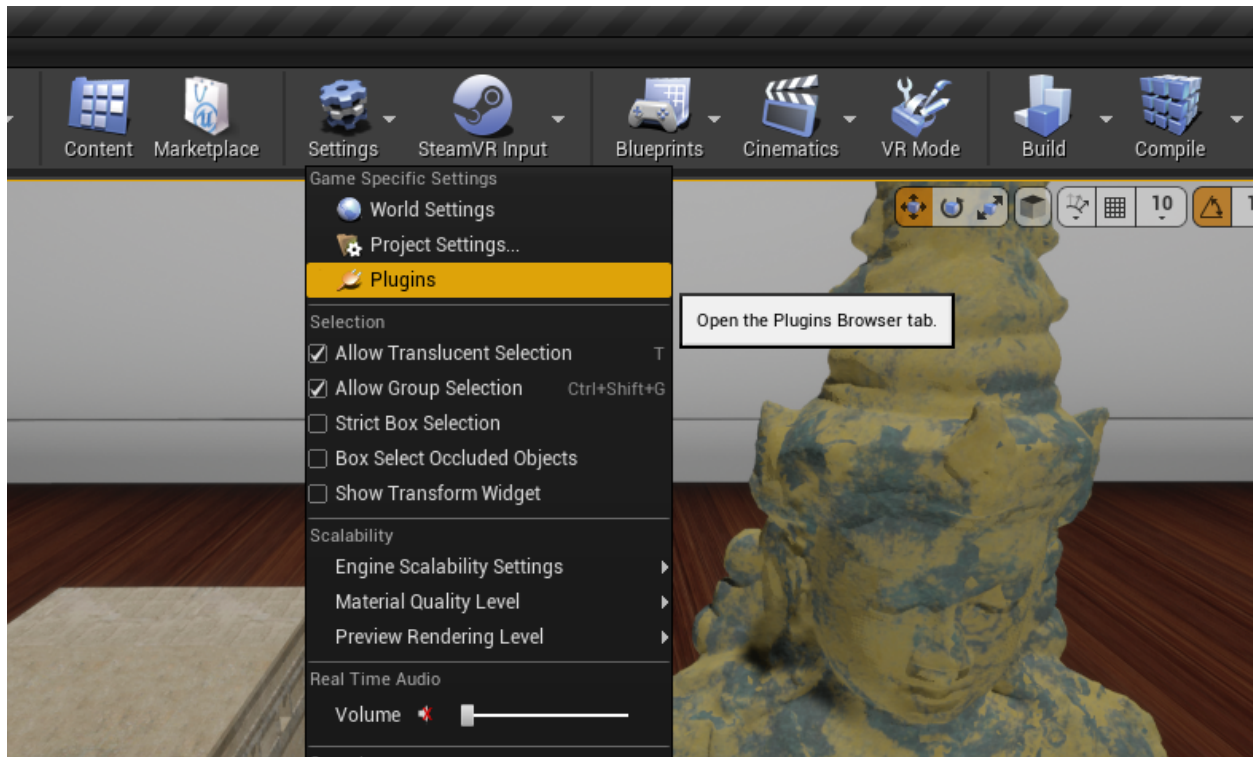 Content
Marketplace
Settings
SteamVR Input
Blueprints
Cinematics
VR Mode
Build
Compile
10
Game Specific Settings
World Settings
Project Settings...
Plugins
Open the Plugins Browser tab.
Selection
Allow Translucent Selection T
Allow Group Selection Ctrl+Shift+G
Strict Box Selection
Box Select Occluded Objects
Show Transform Widget
Scalability
Engine Scalability Settings
Material Quality Level
Preview Rendering Level
Real Time Audio
Volume